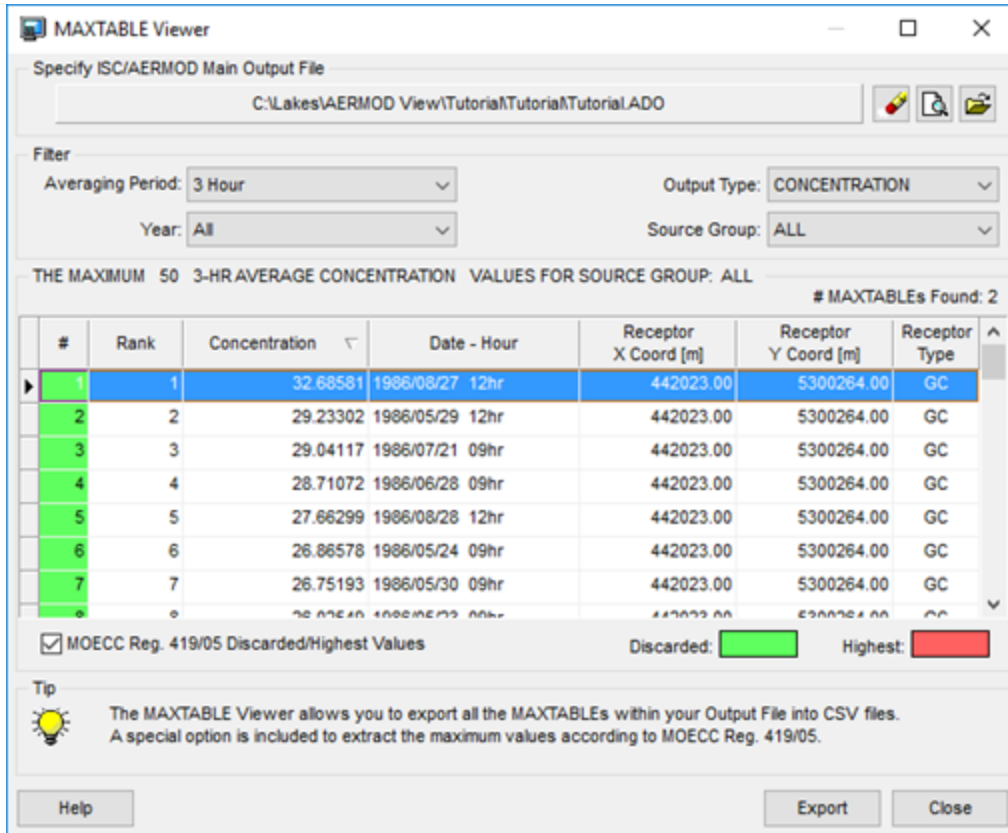 MAXTABLE Viewer
Specify ISC/AERMOD Main Output File
C:\Lakes\AERMOD View\Tutorial\Tutorial\Tutorial.ADO
Filter
Averaging Period: 3 Hour Output Type: CONCENTRATION
Year: All Source Group: ALL
THE MAXIMUM 50 3-HR AVERAGE CONCENTRATION VALUES FOR SOURCE GROUP: ALL
# MAXTABLEs Found: 2
# Rank Concentration Date - Hour Receptor X Coord [m] Receptor Y Coord [m] Receptor Type
1 1 32.68581 1986/08/27 12hr 442023.00 5300264.00 GC
2 2 29.23302 1986/05/29 12hr 442023.00 5300264.00 GC
3 3 29.04117 1986/07/21 09hr 442023.00 5300264.00 GC
4 4 28.71072 1986/06/28 09hr 442023.00 5300264.00 GC
5 5 27.66299 1986/08/28 12hr 442023.00 5300264.00 GC
6 6 26.86578 1986/05/24 09hr 442023.00 5300264.00 GC
7 7 26.75193 1986/05/30 09hr 442023.00 5300264.00 GC
MOECC Reg. 419/05 Discarded/Highest Values Discarded: Highest:
Tip
The MAXTABLE Viewer allows you to export all the MAXTABLEs within your Output File into CSV files.
A special option is included to extract the maximum values according to MOECC Reg. 419/05.
Help Export Close